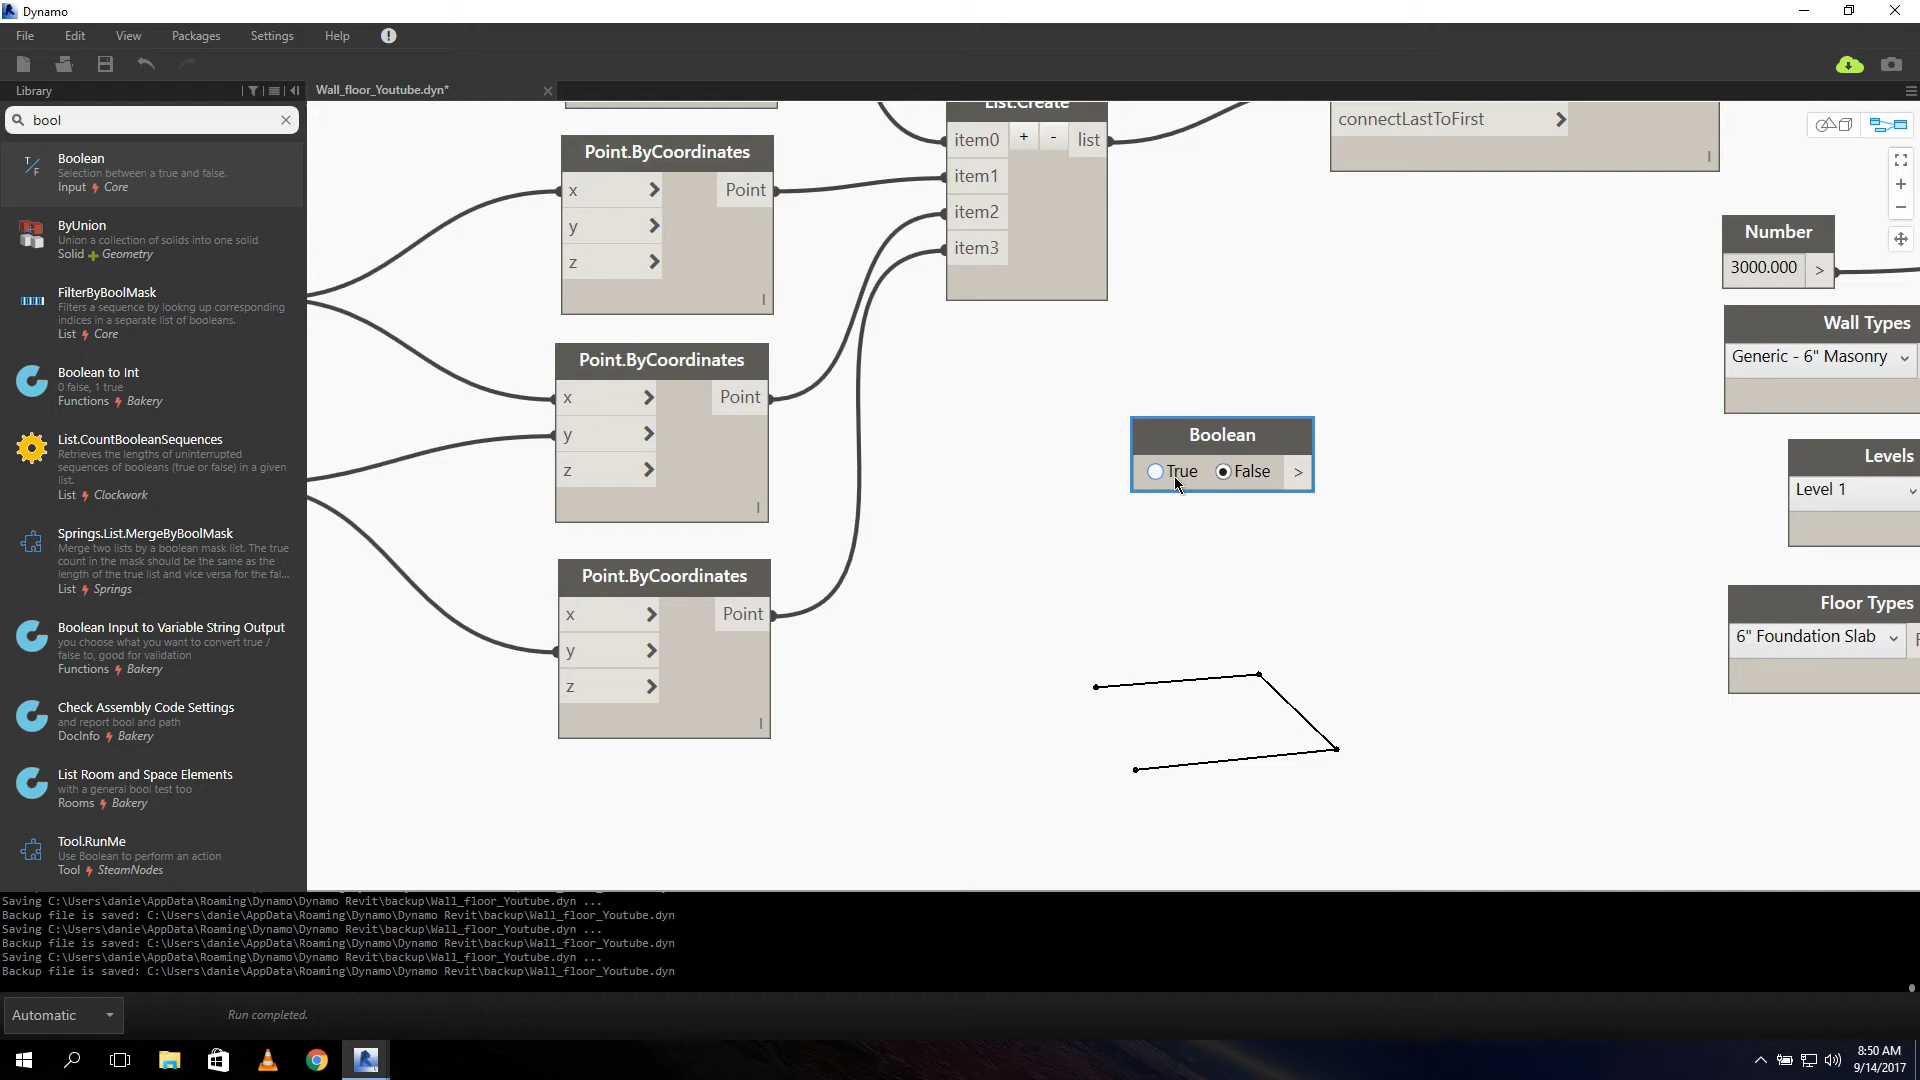 Dynamo
File Edit View Packages Settings Help
Library
Wall_floor_Youtube.dyn*
bool
Boolean
Selection between a true and false.
Input Core
ByUnion
Union a collection of solids into one solid
Solid Geometry
FilterByBoolMask
Filters a sequence by lookng up corresponding
indices in a separate list of booleans.
List Core
Boolean to Int
0 false, 1 true
Functions Bakery
List.CountBooleanSequences
Retrieves the lengths of uninterrupted
sequences of booleans (true or false) in a given
list.
List Clockwork
Springs.List.MergeByBoolMask
Merge two lists by a boolean mask list. The true
count in the mask should be the same as the
length of the true list and vice versa for the fal...
List Springs
Boolean Input to Variable String Output
you choose what you want to convert true /
false to, good for validation
Functions Bakery
Check Assembly Code Settings
and report bool and path
DocInfo Bakery
List Room and Space Elements
with a general bool test too
Rooms Bakery
Tool.RunMe
Use Boolean to perform an action
Tool SteamNodes
Point.ByCoordinates
x > Point
y >
z >
Point.ByCoordinates
x > Point
y >
z >
Point.ByCoordinates
x > Point
y >
z >
List.Create
item0 + - list
item1
item2
item3
connectLastToFirst >
Boolean
True False >
Number
3000.000 >
Wall Types
Generic - 6" Masonry
Levels
Level 1
Floor Types
6" Foundation Slab
Saving C:\Users\danie\AppData\Roaming\Dynamo\Dynamo Revit\backup\Wall_floor_Youtube.dyn ...
Backup file is saved: C:\Users\danie\AppData\Roaming\Dynamo\Dynamo Revit\backup\Wall_floor_Youtube.dyn
Saving C:\Users\danie\AppData\Roaming\Dynamo\Dynamo Revit\backup\Wall_floor_Youtube.dyn ...
Backup file is saved: C:\Users\danie\AppData\Roaming\Dynamo\Dynamo Revit\backup\Wall_floor_Youtube.dyn
Saving C:\Users\danie\AppData\Roaming\Dynamo\Dynamo Revit\backup\Wall_floor_Youtube.dyn ...
Backup file is saved: C:\Users\danie\AppData\Roaming\Dynamo\Dynamo Revit\backup\Wall_floor_Youtube.dyn
Automatic
Run completed.
8:50 AM
9/14/2017